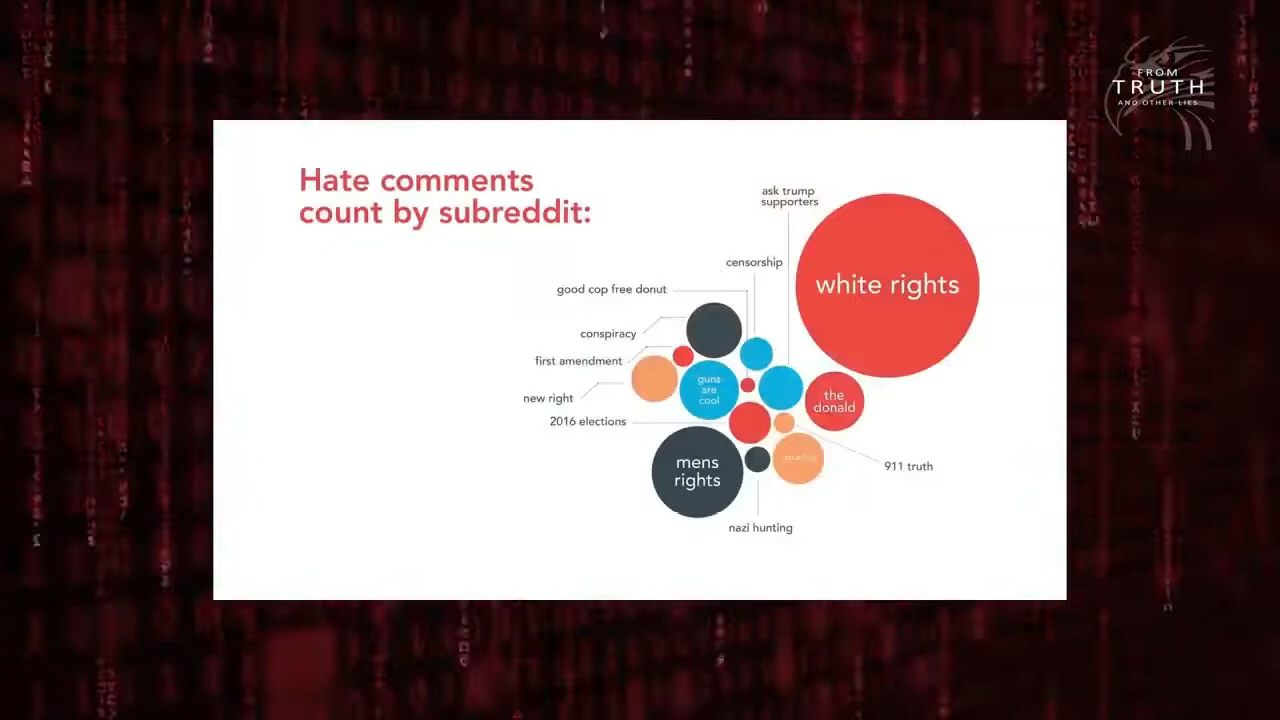 FROM
TRUTH
AND OTHER LIES
Hate comments
count by subreddit:
ask trump
supporters
censorship
white rights
good cop free donut
conspiracy
first amendment
guns
are
cool
new right
the
donald
2016 elections
mens
rights
911 truth
nazi hunting